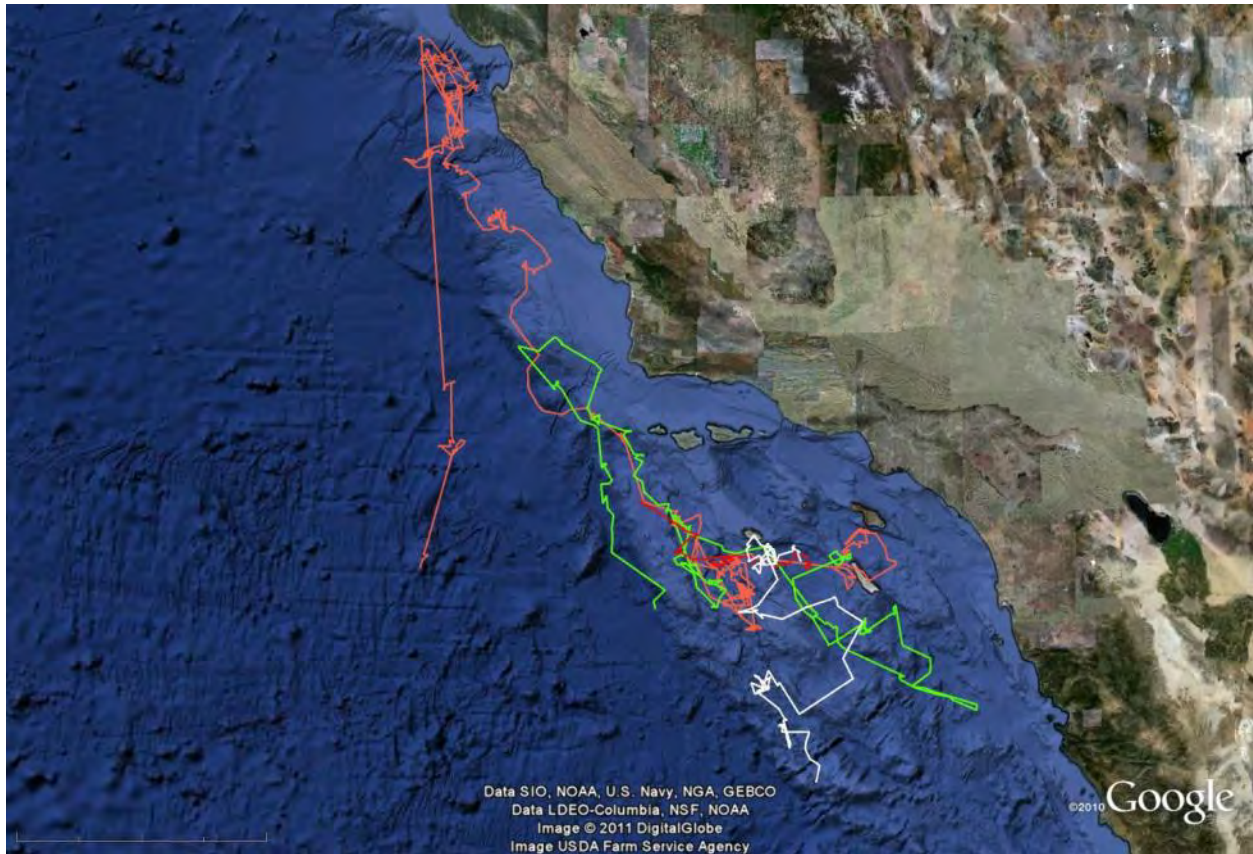 Data SIO, NOAA, U.S. Navy, NGA, GEBCO
Data LDEO-Columbia, NSF, NOAA
Image © 2011 DigitalGlobe
Image USDA Farm Service Agency
©2010 Google